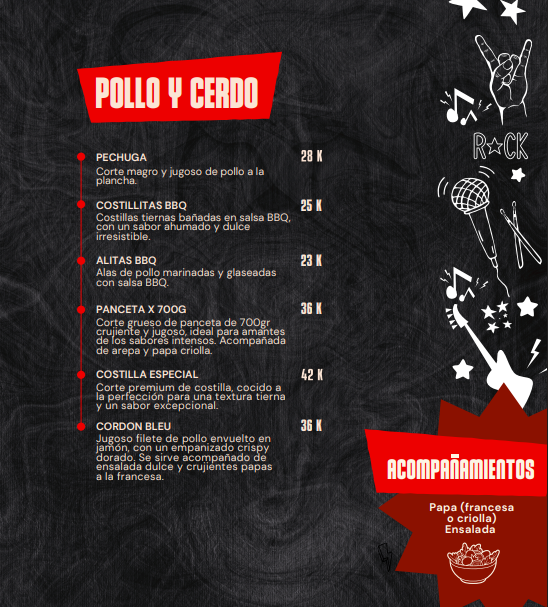 POLLO Y CERDO
PECHUGA 28 K
Corte magro y jugoso de pollo a la
plancha.
COSTILLITAS BBQ 25 K
Costillas tiernas bañadas en salsa BBQ,
con un sabor ahumado y dulce
irresistible.
ALITAS BBQ 23 K
Alas de pollo marinadas y glaseadas
con salsa BBQ.
PANCETA X 700G 36 K
Corte grueso de panceta de 700gr
crujiente y jugoso, ideal para amantes
de los sabores intensos. Acompañada
de arepa y papa criolla.
COSTILLA ESPECIAL 42 K
Corte premium de costilla, cocido a
la perfección para una textura tierna
y un sabor excepcional.
CORDON BLEU 36 K
Jugoso filete de pollo envuelto en
jamón, con un empanizado crispy
dorado. Se sirve acompañado de
ensalada dulce y crujientes papas
a la francesa.
ROCK
ACOMPAÑAMIENTOS
Papa (francesa
o criolla)
Ensalada